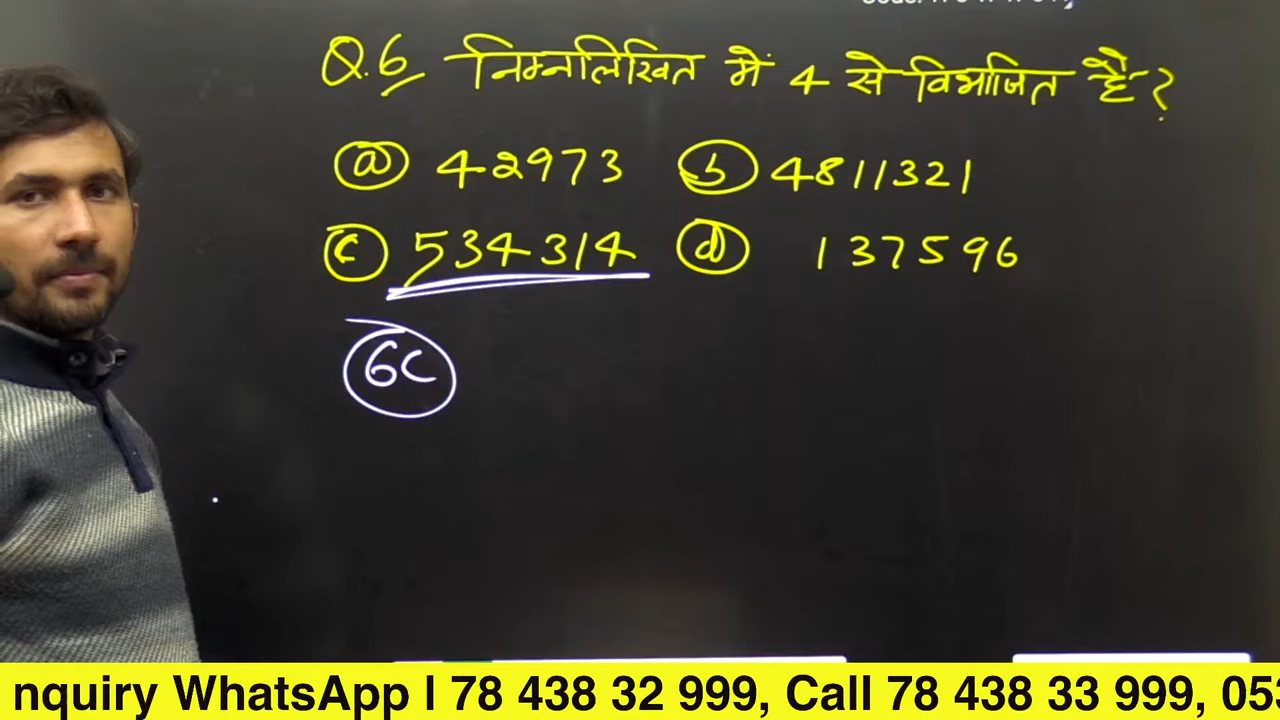 Q.6 निम्नलिखित में 4 से विभाजित है?
(a) 42973 (b) 4811321
(c) 534314 (d) 137596
6C
nquiry WhatsApp l 78 438 32 999, Call 78 438 33 999, 053